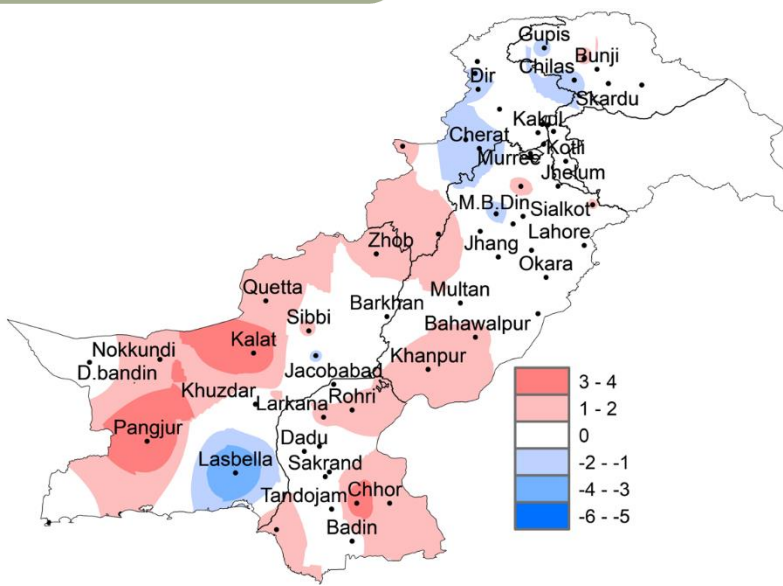 Gupis
Bunji
Chilas
Dir
Skardu
Kakul
Cherat
Kotli
Murree
Jhelum
M.B.Din
Sialkot
Lahore
Zhob
Jhang
Okara
Quetta
Multan
Sibbi
Barkhan
Bahawalpur
Kalat
Nokkundi
Khanpur
D.bandin
Jacobabad
Khuzdar
Larkana
Rohri
Pangjur
Dadu
Lasbella
Sakrand
Tandojam
Chhor
Badin
3 - 4
1 - 2
0
-2 - -1
-4 - -3
-6 - -5